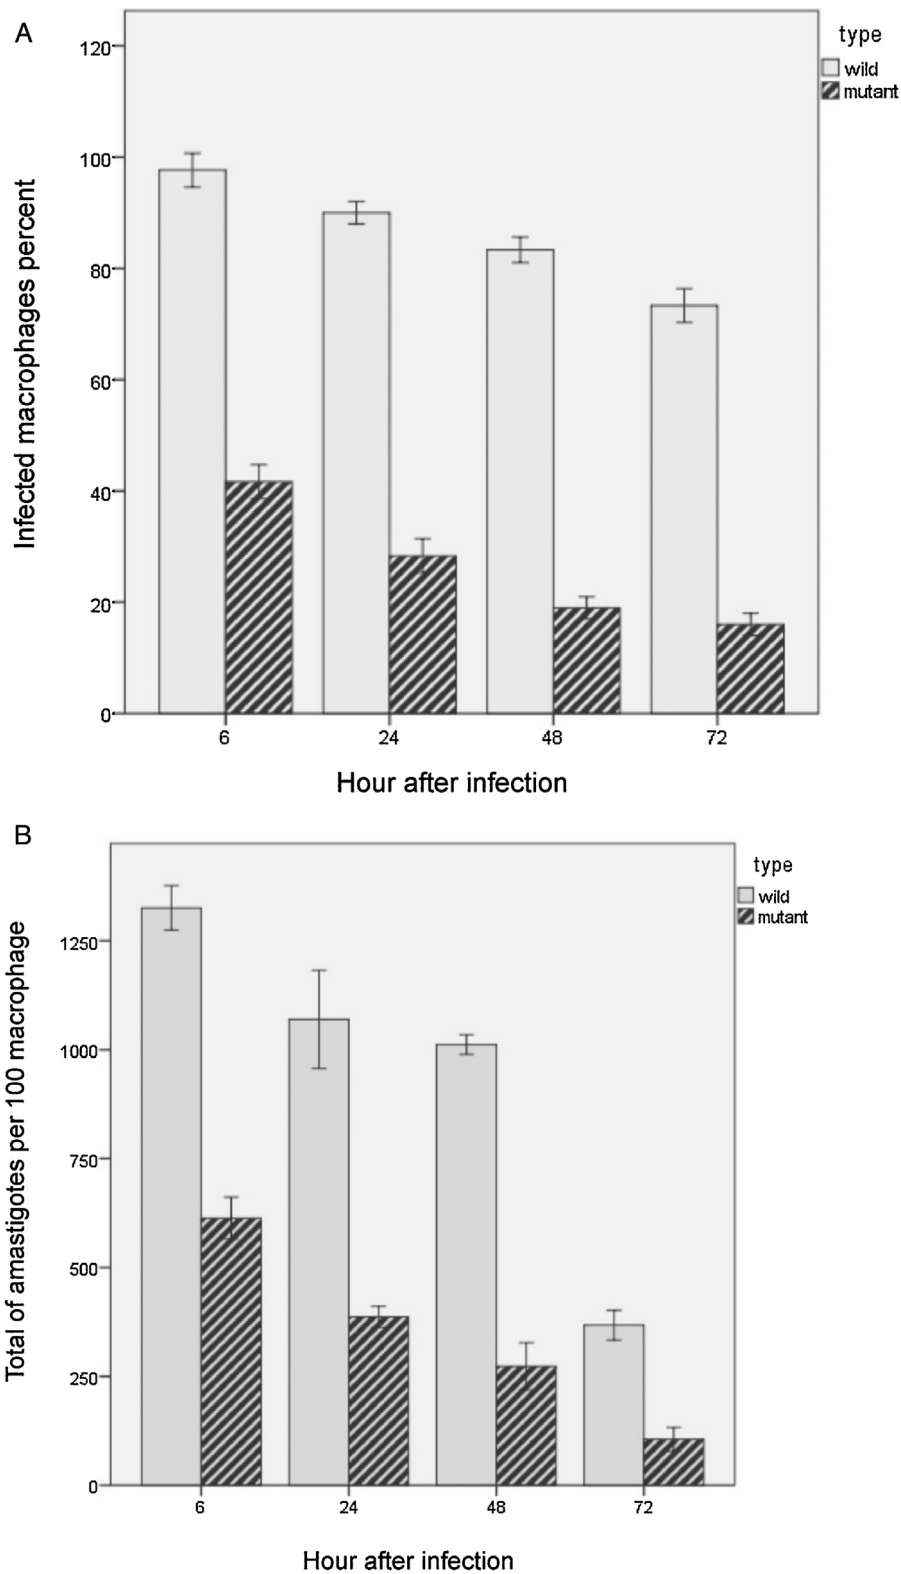 A
type
wild
mutant
120
100
80
60
40
20
0
Infected macrophages percent
6 24 48 72
Hour after infection
B
type
wild
mutant
1250
1000
750
500
250
0
Total of amastigotes per 100 macrophage
6 24 48 72
Hour after infection